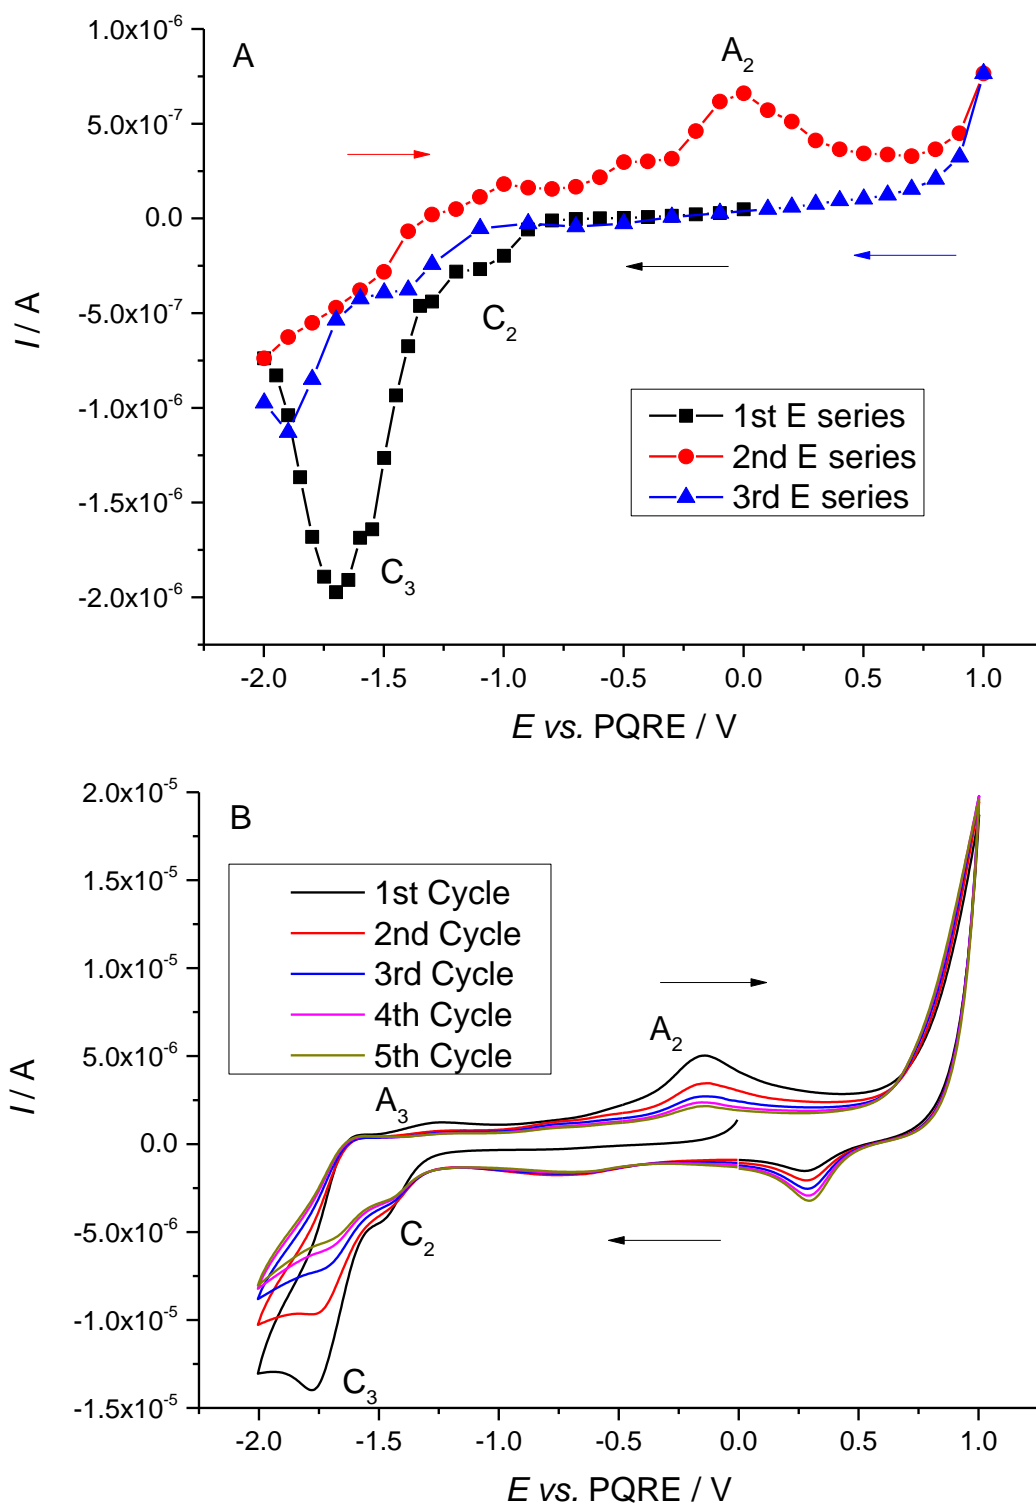 A
A₂
1.0x10⁻⁶
5.0x10⁻⁷
0.0
-5.0x10⁻⁷
-1.0x10⁻⁶
-1.5x10⁻⁶
-2.0x10⁻⁶
I / A
C₂
C₃
1st E series
2nd E series
3rd E series
-2.0 -1.5 -1.0 -0.5 0.0 0.5 1.0
E vs. PQRE / V
B
2.0x10⁻⁵
1.5x10⁻⁵
1.0x10⁻⁵
5.0x10⁻⁶
0.0
-5.0x10⁻⁶
-1.0x10⁻⁵
-1.5x10⁻⁵
I / A
1st Cycle
2nd Cycle
3rd Cycle
4th Cycle
5th Cycle
A₂
A₃
C₂
C₃
-2.0 -1.5 -1.0 -0.5 0.0 0.5 1.0
E vs. PQRE / V